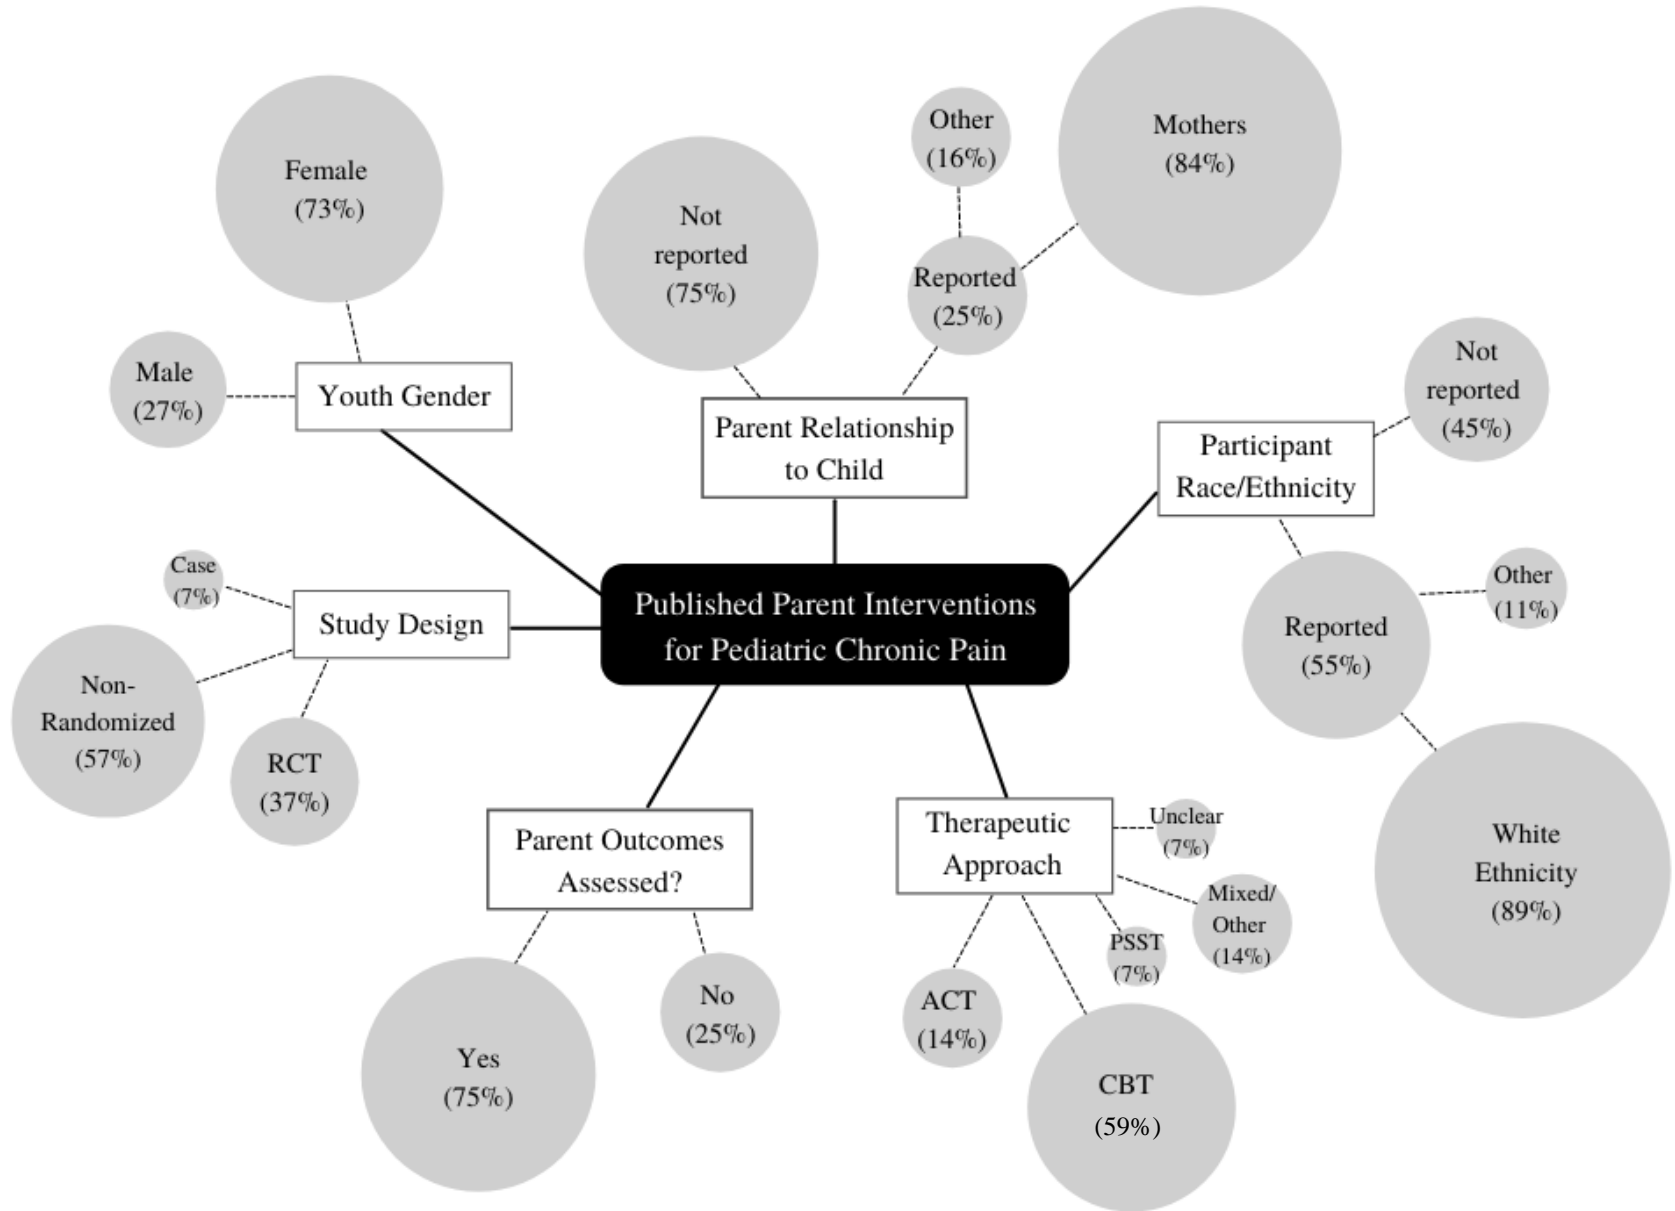 Female
(73%)
Male
(27%)
Youth Gender
Not
reported
(75%)
Other
(16%)
Mothers
(84%)
Reported
(25%)
Parent Relationship
to Child
Not
reported
(45%)
Participant
Race/Ethnicity
Reported
(55%)
Other
(11%)
White
Ethnicity
(89%)
Published Parent Interventions
for Pediatric Chronic Pain
Case
(7%)
Study Design
Non-
Randomized
(57%)
RCT
(37%)
Parent Outcomes
Assessed?
Yes
(75%)
No
(25%)
Therapeutic
Approach
Unclear
(7%)
Mixed/
Other
(14%)
PSST
(7%)
ACT
(14%)
CBT
(59%)